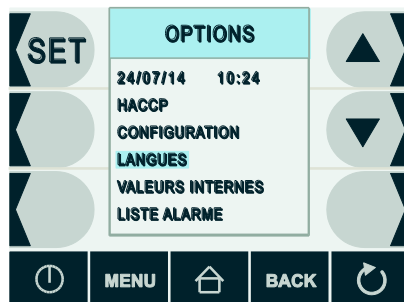 SET
OPTIONS
24/07/14 10:24
HACCP
CONFIGURATION
LANGUES
VALEURS INTERNES
LISTE ALARME
MENU
BACK